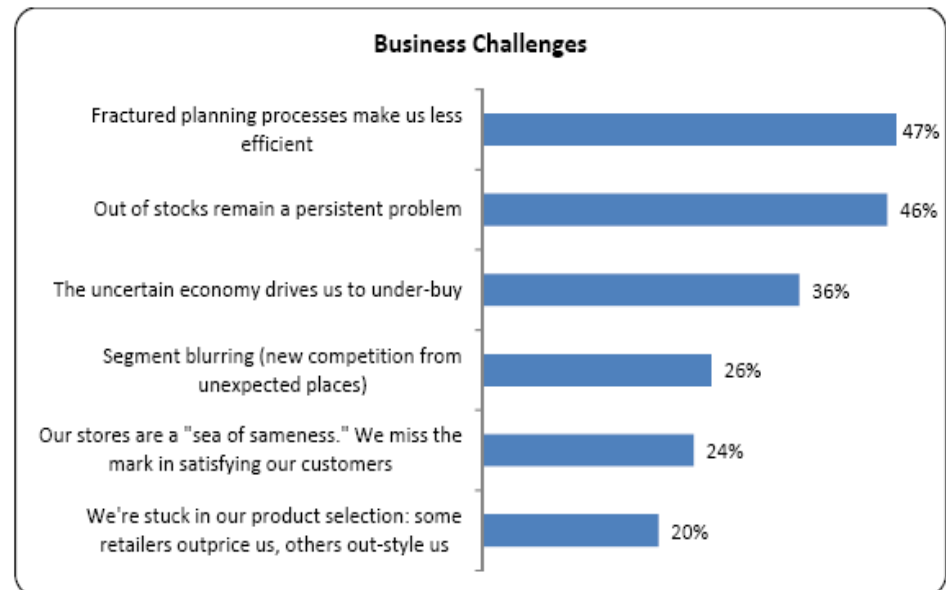 Business Challenges
Fractured planning processes make us less
efficient
47%
Out of stocks remain a persistent problem
46%
The uncertain economy drives us to under-buy
36%
Segment blurring (new competition from
unexpected places)
26%
Our stores are a "sea of sameness." We miss the
mark in satisfying our customers
24%
We're stuck in our product selection: some
retailers outprice us, others out-style us
20%